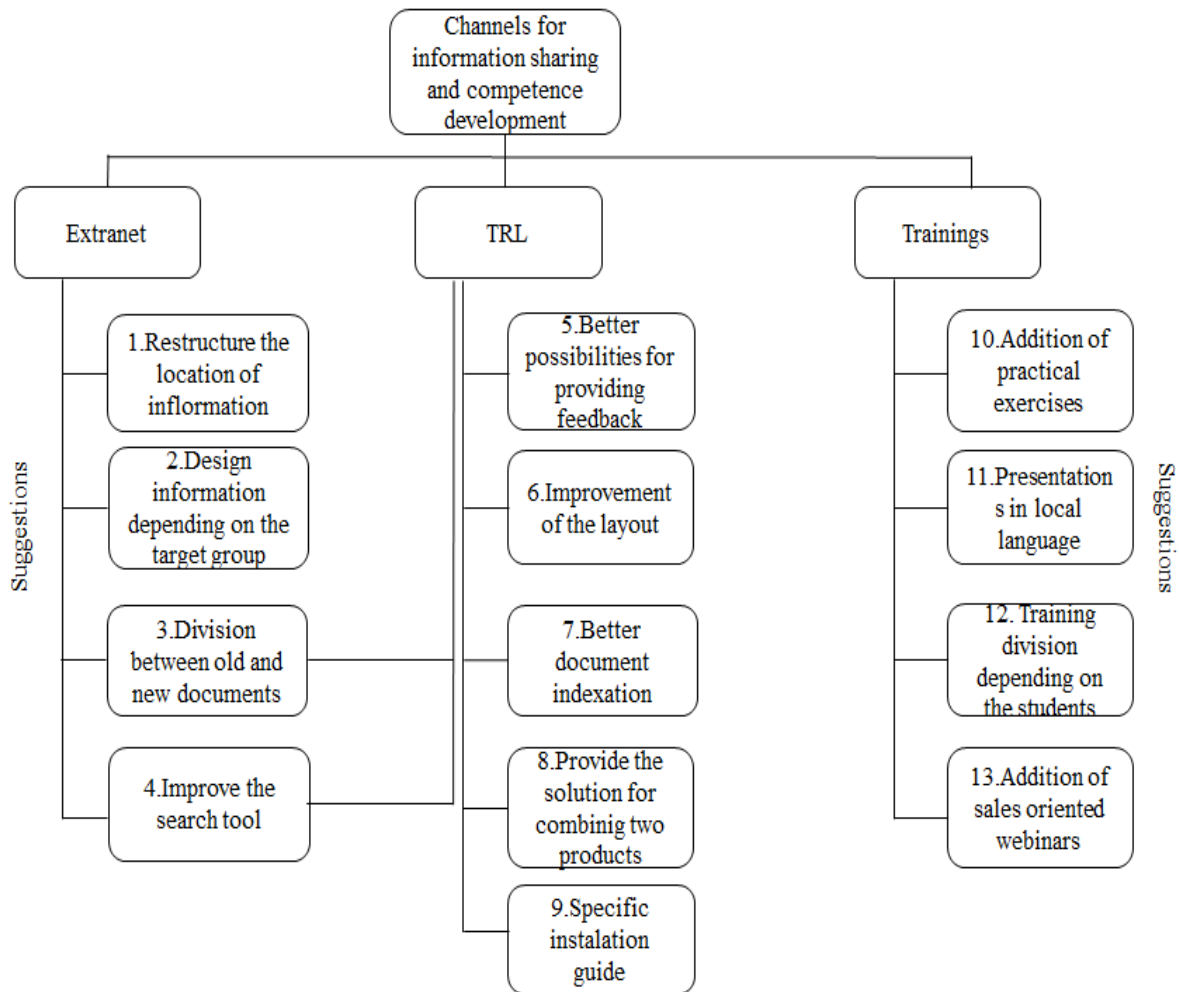 Channels for
information sharing
and competence
development
Extranet
TRL
Trainings
Suggestions
1.Restructure the
location of
inflormation
2.Design
information
depending on the
target group
3.Division
between old and
new documents
4.Improve the
search tool
5.Better
possibilities for
providing
feedback
6.Improvement
of the layout
7.Better
document
indexation
8.Provide the
solution for
combinig two
products
9.Specific
instalation
guide
10.Addition of
practical
exercises
11.Presentation
s in local
language
12. Training
division
depending on
the students
13.Addition of
sales oriented
webinars
Suggestions